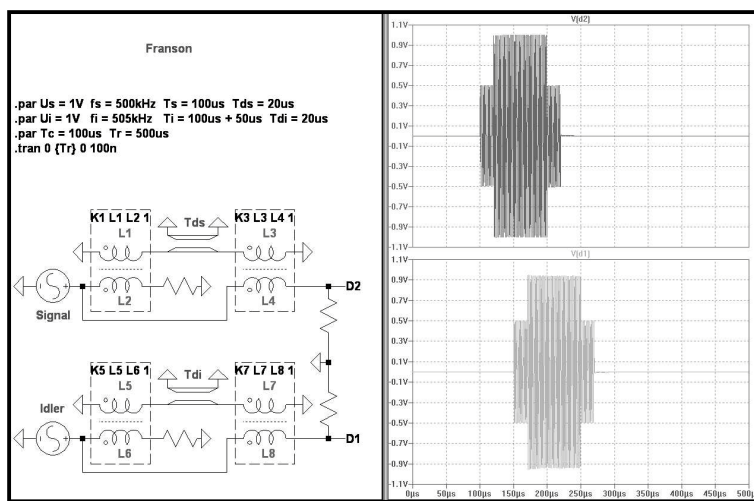 Franson
.par Us = 1V fs = 500kHz Ts = 100us Tds = 20us
.par Ui = 1V fi = 505kHz Ti = 100us + 50us Tdi = 20us
.par Tc = 100us Tr = 500us
.tran 0 {Tr} 0 100n
K1 L1 L2 1
Tds
K3 L3 L4 1
L1
L3
L2
L4
D2
Signal
K5 L5 L6 1
Tdi
K7 L7 L8 1
L5
L7
Idler
L6
L8
D1
V(d2)
1.1V
0.9V
0.7V
0.5V
0.3V
0.1V
-0.1V
-0.3V
-0.5V
-0.7V
-0.9V
-1.1V
V(d1)
1.1V
0.9V
0.7V
0.5V
0.3V
0.1V
-0.1V
-0.3V
-0.5V
-0.7V
-0.9V
-1.1V
0µs 50µs 100µs 150µs 200µs 250µs 300µs 350µs 400µs 450µs